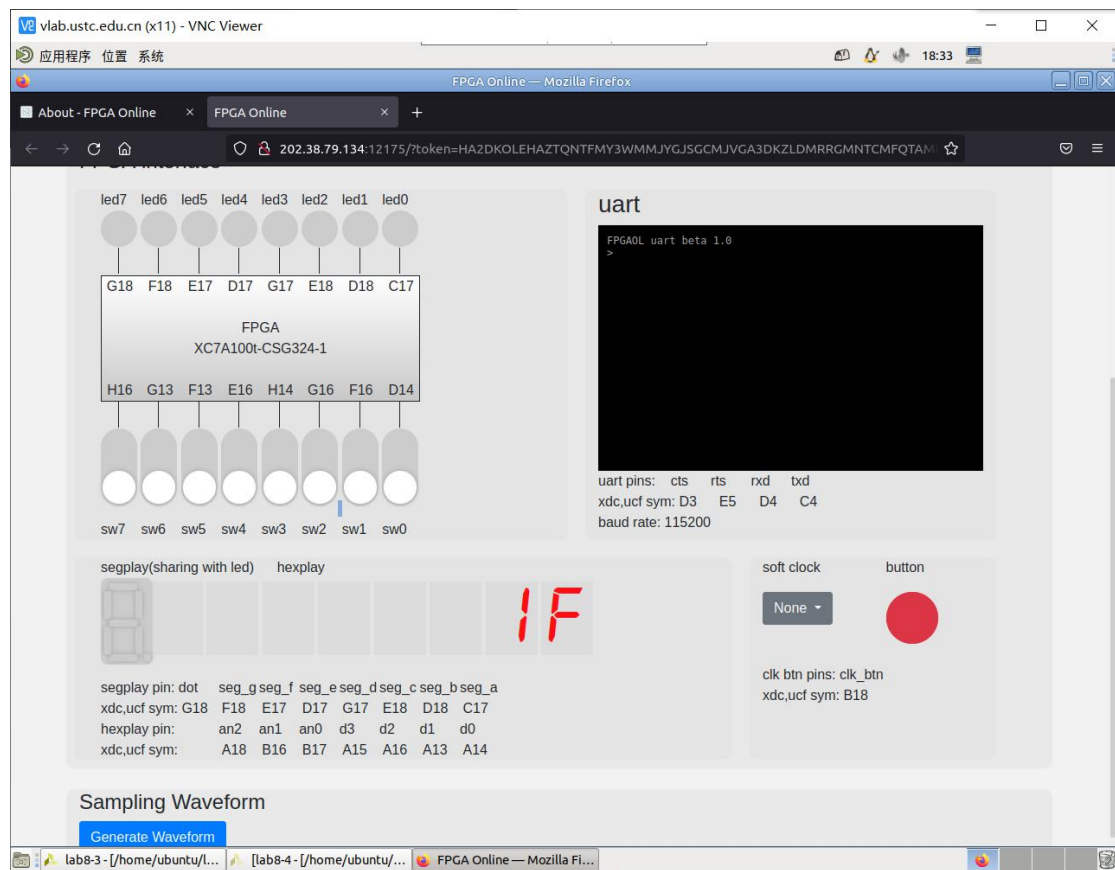 vlab.ustc.edu.cn (x11) - VNC Viewer
应用程序 位置 系统 18:33
FPGA Online — Mozilla Firefox
About - FPGA Online × FPGA Online × +
202.38.79.134:12175/?token=HA2DKOLEHAZTQNTFMY3WMMJYGJSGCMJVGA3DKZLDMRRGMNTCMFQTAM
led7 led6 led5 led4 led3 led2 led1 led0
G18 F18 E17 D17 G17 E18 D18 C17
FPGA
XC7A100t-CSG324-1
H16 G13 F13 E16 H14 G16 F16 D14
sw7 sw6 sw5 sw4 sw3 sw2 sw1 sw0
uart
FPGAOL uart beta 1.0
>
uart pins: cts rts rxd txd
xdc,ucf sym: D3 E5 D4 C4
baud rate: 115200
segplay(sharing with led) hexplay
1F
segplay pin: dot seg_g seg_f seg_e seg_d seg_c seg_b seg_a
xdc,ucf sym: G18 F18 E17 D17 G17 E18 D18 C17
hexplay pin: an2 an1 an0 d3 d2 d1 d0
xdc,ucf sym: A18 B16 B17 A15 A16 A13 A14
soft clock button
None
clk btn pins: clk_btn
xdc,ucf sym: B18
Sampling Waveform
Generate Waveform
lab8-3 - [/home/ubuntu/l... [lab8-4 - [/home/ubuntu/... FPGA Online — Mozilla Fi...